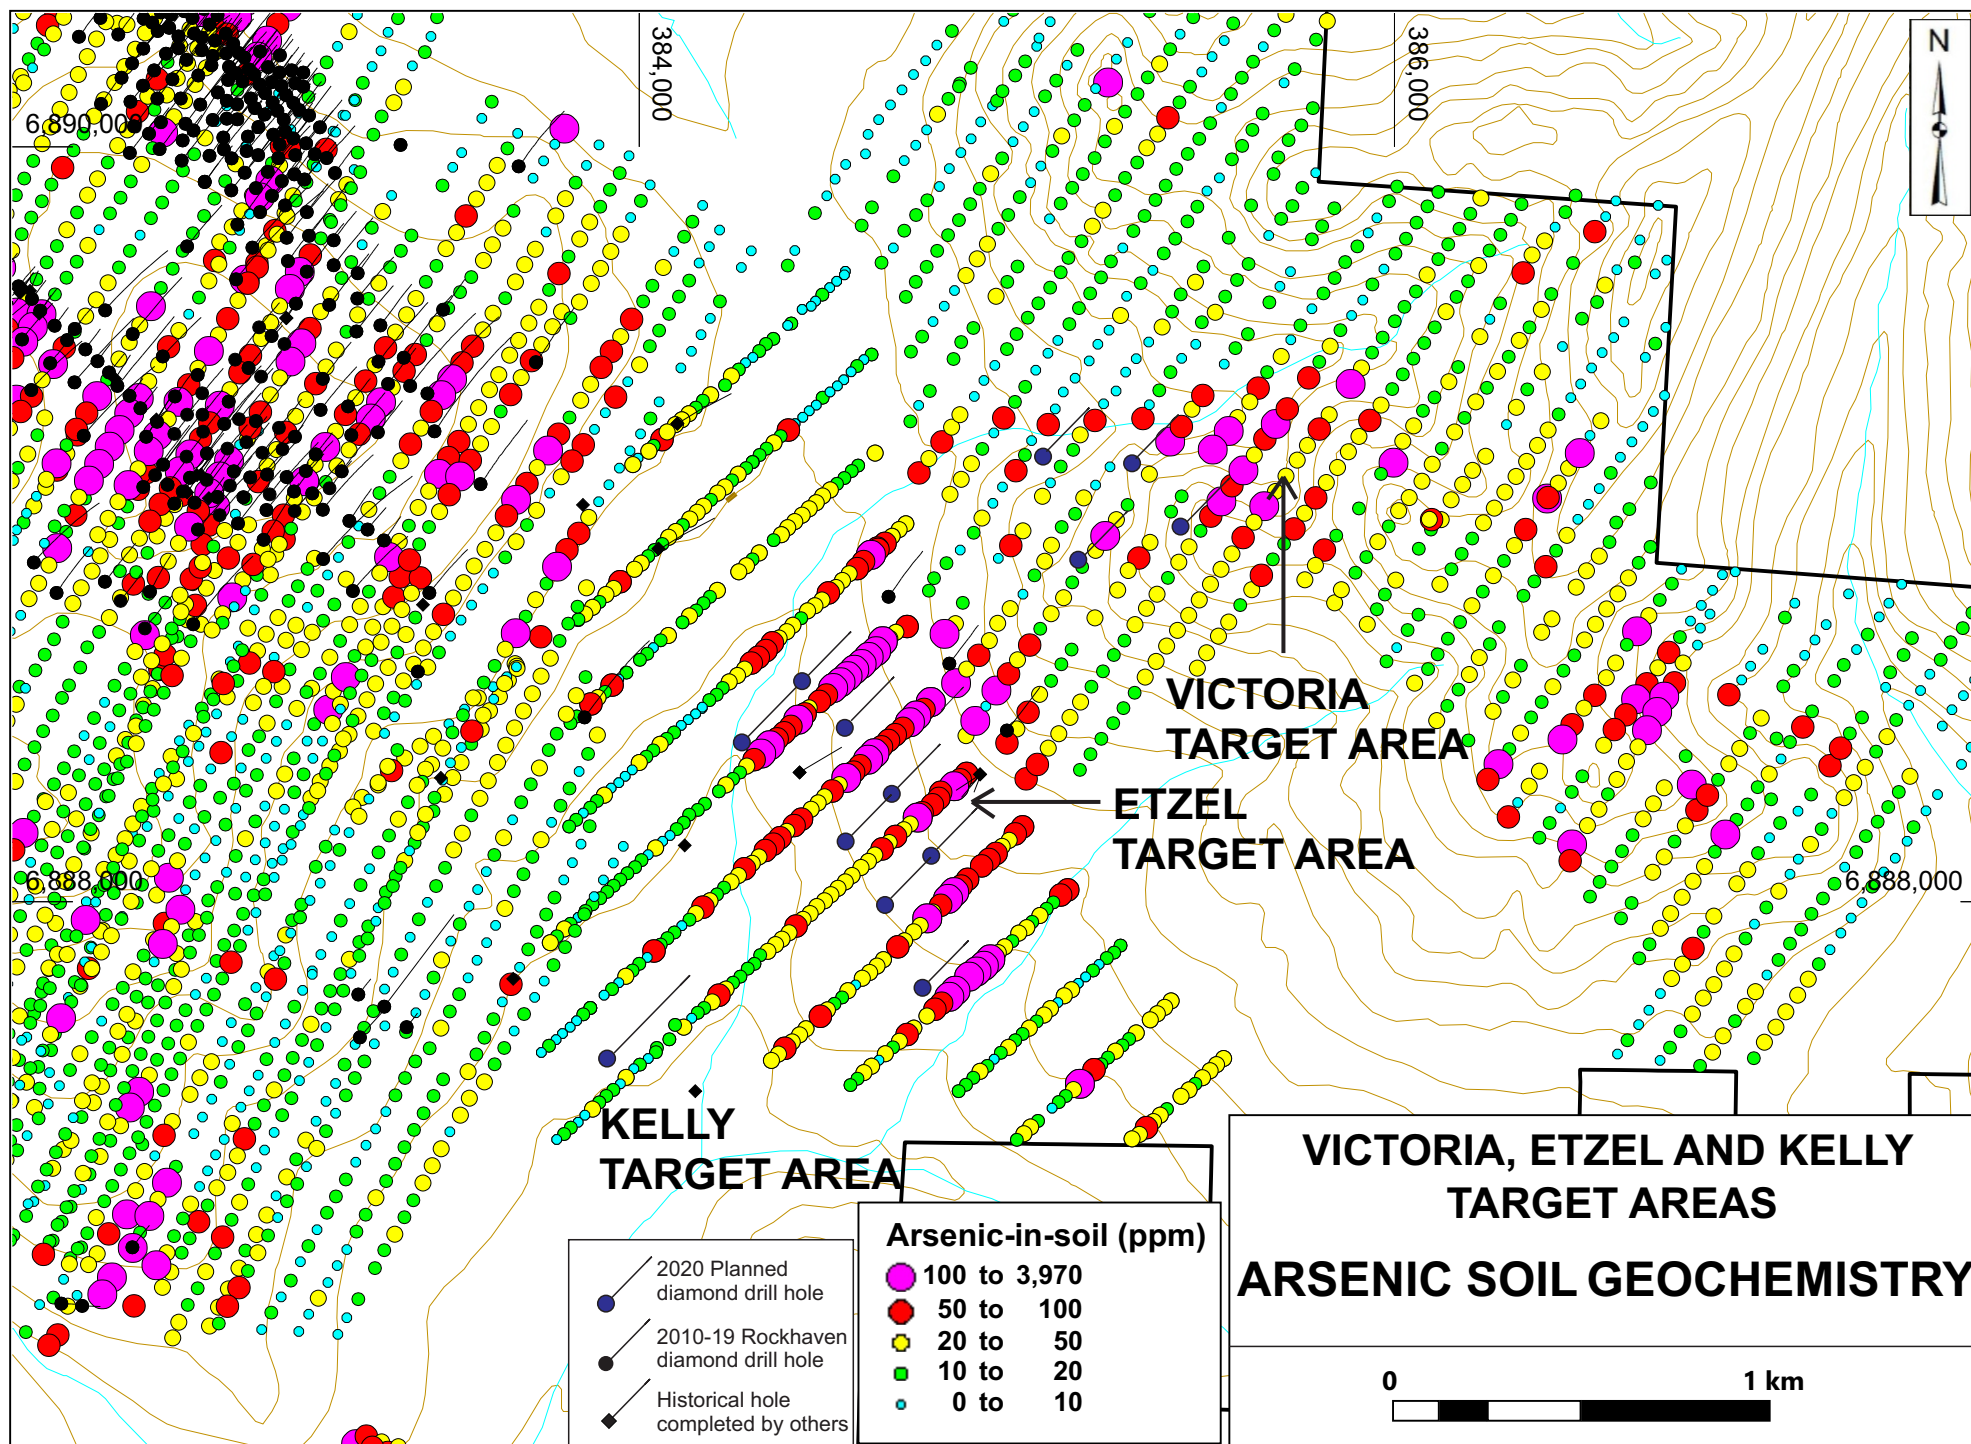 384,000
386,000
N
6,890,000
VICTORIA
TARGET AREA
ETZEL
TARGET AREA
6,888,000
6,888,000
KELLY
TARGET AREA
2020 Planned
diamond drill hole
2010-19 Rockhaven
diamond drill hole
Historical hole
completed by others
Arsenic-in-soil (ppm)
100 to 3,970
50 to 100
20 to 50
10 to 20
0 to 10
VICTORIA, ETZEL AND KELLY
TARGET AREAS
ARSENIC SOIL GEOCHEMISTRY
0 1 km